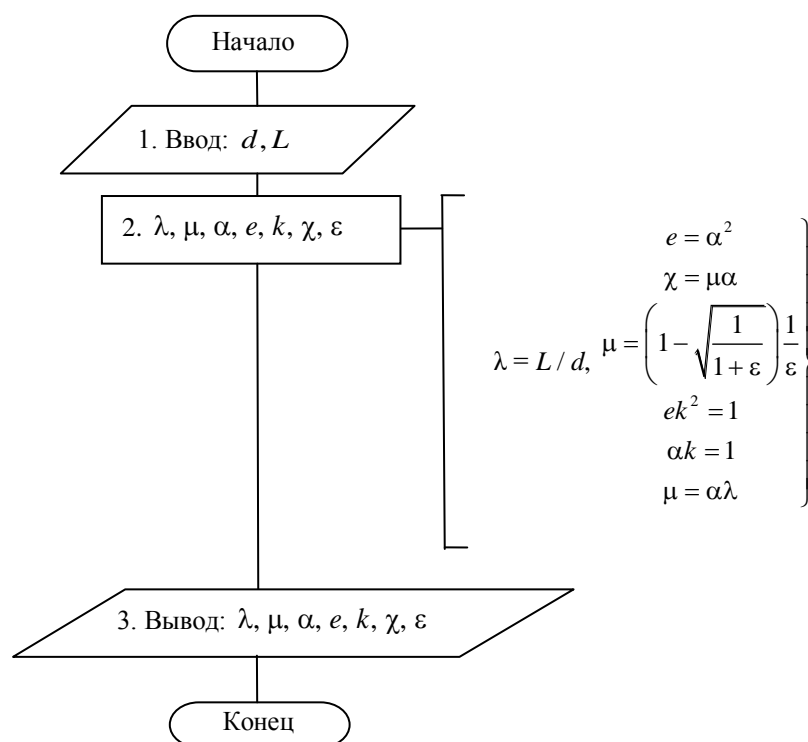 Начало
1. Ввод: d, L
2. λ, μ, α, e, k, χ, ε
e = α²
χ = μα
λ = L / d, μ = (1 − √(1/(1 + ε))) 1/ε
ek² = 1
αk = 1
μ = αλ
3. Вывод: λ, μ, α, e, k, χ, ε
Конец